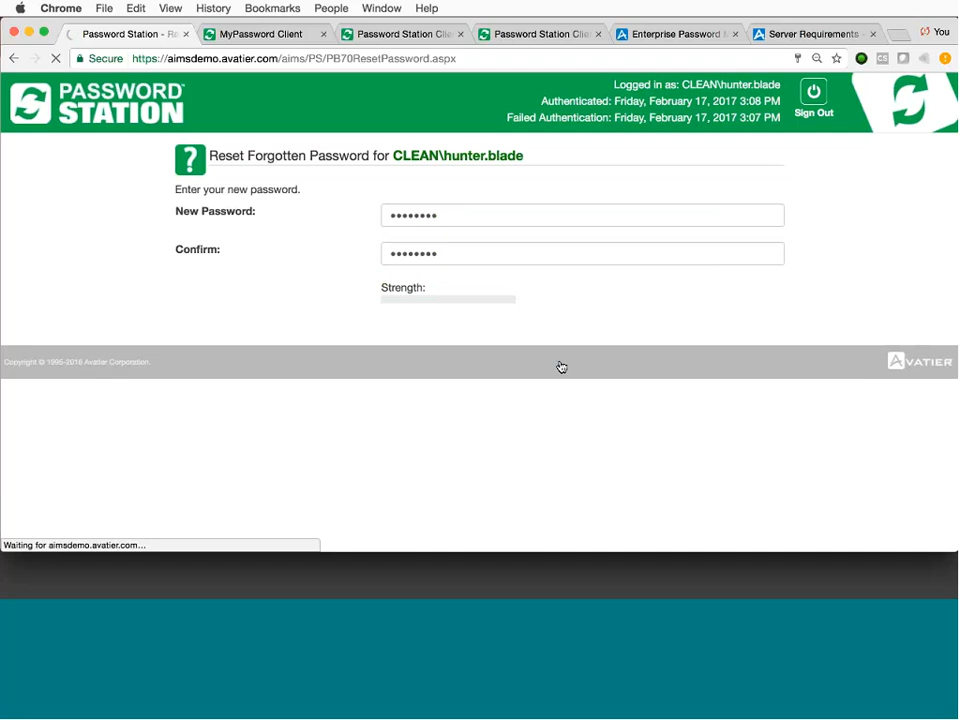 Chrome File Edit View History Bookmarks People Window Help
Password Station - Re × MyPassword Client × Password Station Clie × Password Station Clie × Enterprise Password M × Server Requirements × You
Secure https://aimsdemo.avatier.com/aims/PS/PB70ResetPassword.aspx
PASSWORD
STATION
Logged in as: CLEAN\hunter.blade
Authenticated: Friday, February 17, 2017 3:08 PM
Failed Authentication: Friday, February 17, 2017 3:07 PM
Sign Out
? Reset Forgotten Password for CLEAN\hunter.blade
Enter your new password.
New Password: ••••••••
Confirm: ••••••••
Strength:
Copyright © 1995-2016 Avatier Corporation.
AVATIER
Waiting for aimsdemo.avatier.com...